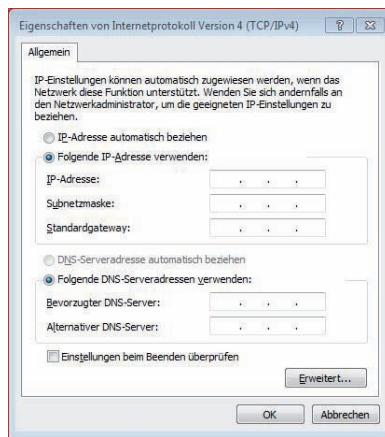 Eigenschaften von Internetprotokoll Version 4 (TCP/IPv4)
Allgemein
IP-Einstellungen können automatisch zugewiesen werden, wenn das
Netzwerk diese Funktion unterstützt. Wenden Sie sich andernfalls an
den Netzwerkadministrator, um die geeigneten IP-Einstellungen zu
beziehen.
IP-Adresse automatisch beziehen
Folgende IP-Adresse verwenden:
IP-Adresse:
Subnetzmaske:
Standardgateway:
DNS-Serveradresse automatisch beziehen
Folgende DNS-Serveradressen verwenden:
Bevorzugter DNS-Server:
Alternativer DNS-Server:
Einstellungen beim Beenden überprüfen
Erweitert...
OK Abbrechen